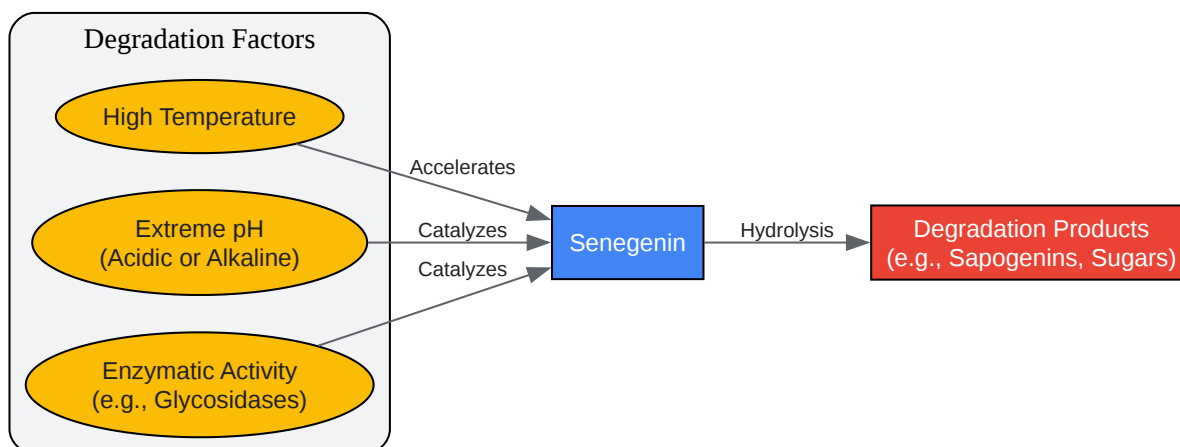 Degradation Factors
High Temperature
Accelerates
Extreme pH
(Acidic or Alkaline)
Catalyzes
Senegenin
Hydrolysis
Degradation Products
(e.g., Sapogenins, Sugars)
Catalyzes
Enzymatic Activity
(e.g., Glycosidases)